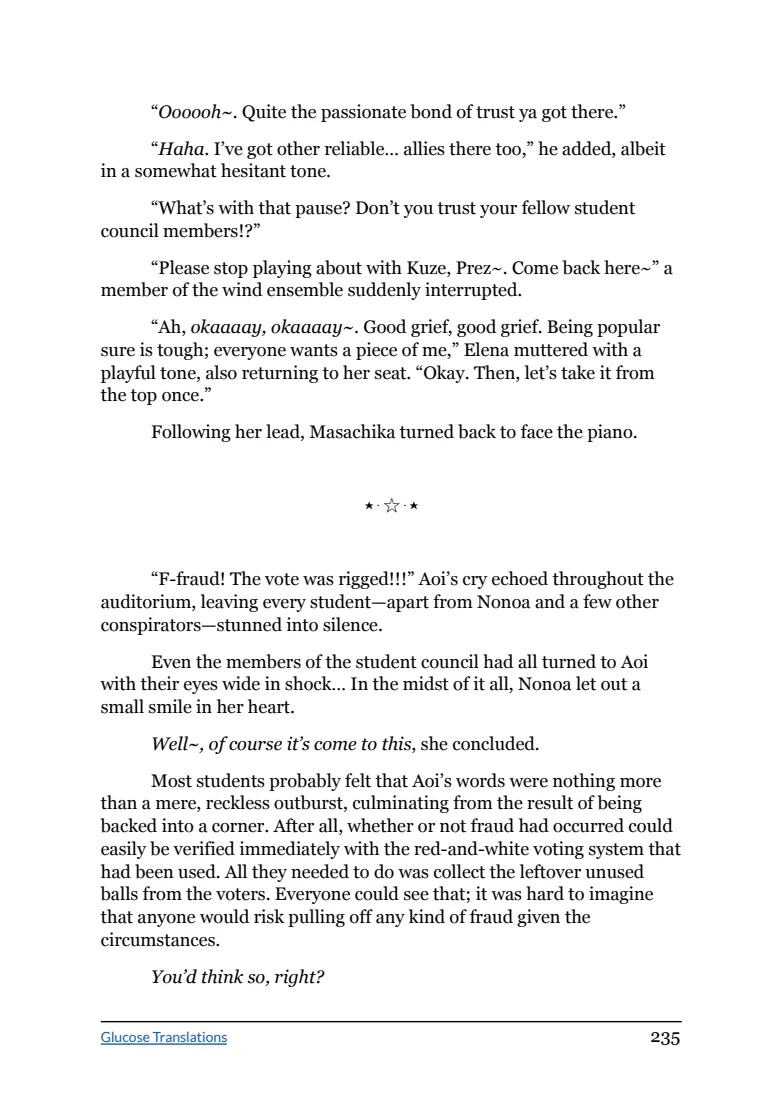 “Oooooh~. Quite the passionate bond of trust ya got there.”
“Haha. I’ve got other reliable… allies there too,” he added, albeit
in a somewhat hesitant tone.
“What’s with that pause? Don’t you trust your fellow student
council members!?”
“Please stop playing about with Kuze, Prez~. Come back here~” a
member of the wind ensemble suddenly interrupted.
“Ah, okaaaay, okaaaay~. Good grief, good grief. Being popular
sure is tough; everyone wants a piece of me,” Elena muttered with a
playful tone, also returning to her seat. “Okay. Then, let’s take it from
the top once.”
Following her lead, Masachika turned back to face the piano.
★·☆·★
“F-fraud! The vote was rigged!!!” Aoi’s cry echoed throughout the
auditorium, leaving every student—apart from Nonoa and a few other
conspirators—stunned into silence.
Even the members of the student council had all turned to Aoi
with their eyes wide in shock… In the midst of it all, Nonoa let out a
small smile in her heart.
Well~, of course it’s come to this, she concluded.
Most students probably felt that Aoi’s words were nothing more
than a mere, reckless outburst, culminating from the result of being
backed into a corner. After all, whether or not fraud had occurred could
easily be verified immediately with the red-and-white voting system that
had been used. All they needed to do was collect the leftover unused
balls from the voters. Everyone could see that; it was hard to imagine
that anyone would risk pulling off any kind of fraud given the
circumstances.
You’d think so, right?
Glucose Translations 235